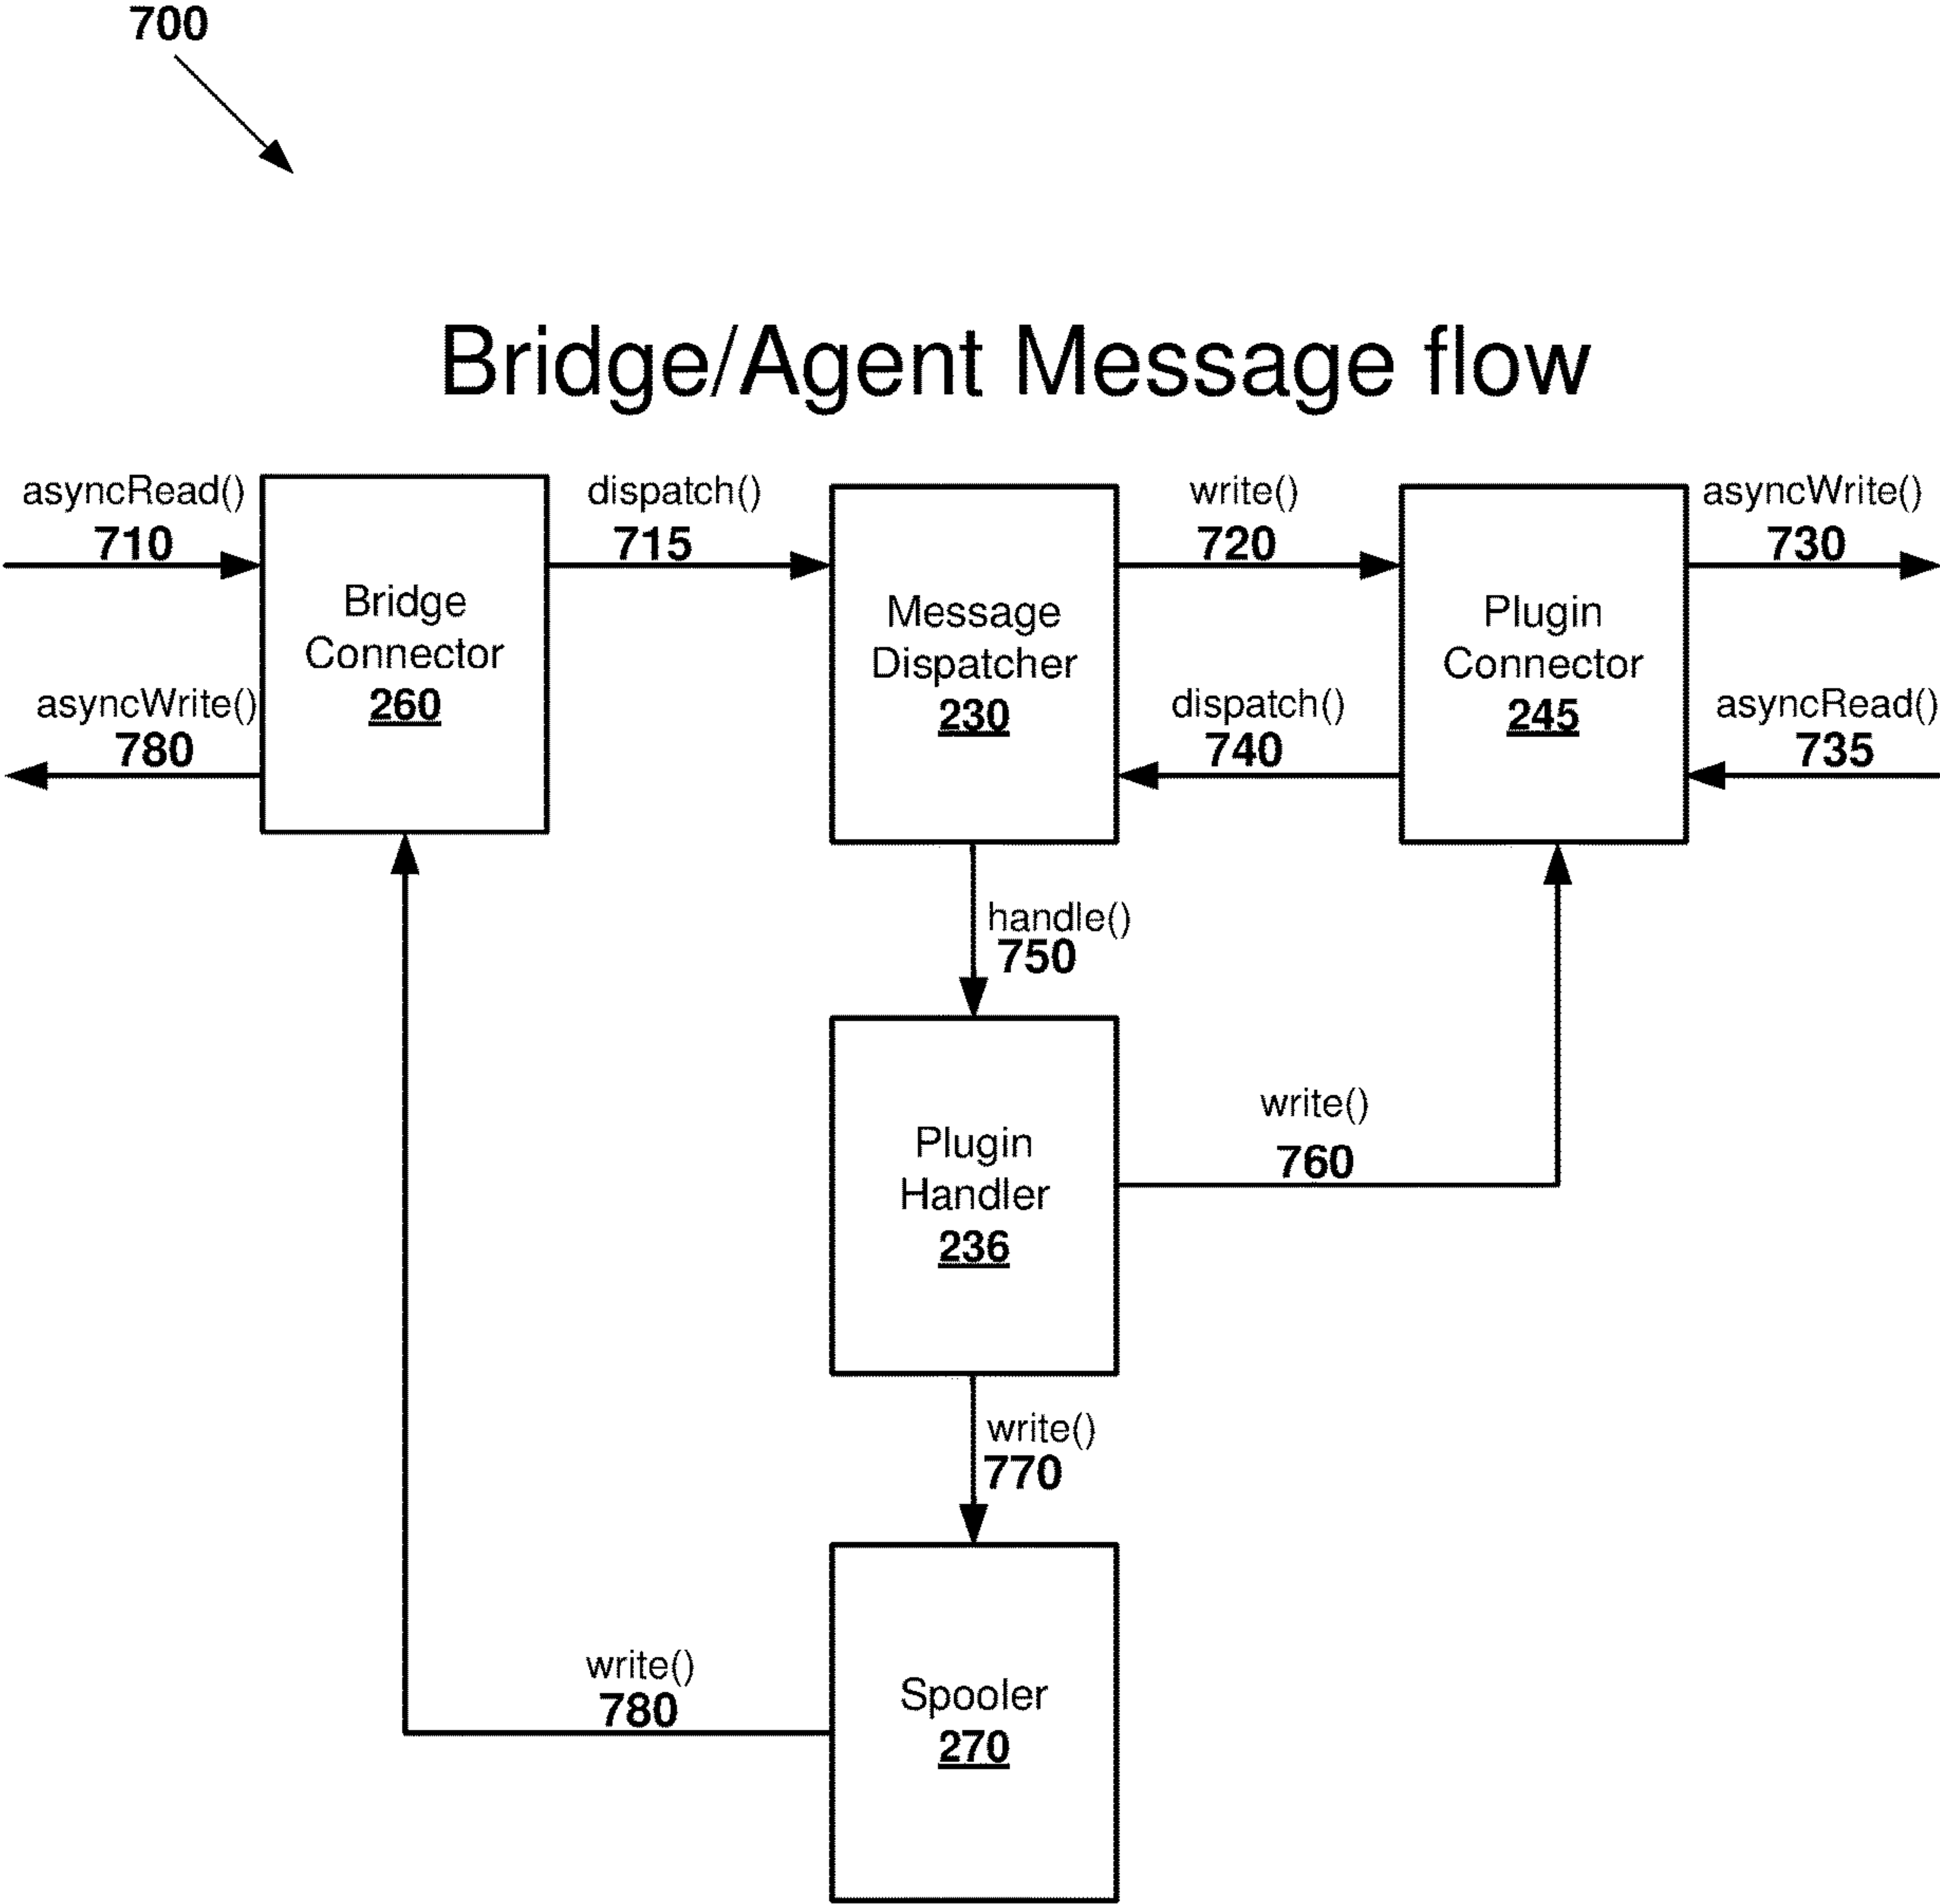 700
Bridge/Agent Message flow
asyncRead()
710
dispatch()
715
write()
720
asyncWrite()
730
Bridge
Connector
260
Message
Dispatcher
230
Plugin
Connector
245
asyncWrite()
780
dispatch()
740
asyncRead()
735
handle()
750
Plugin
Handler
236
write()
760
write()
770
write()
780
Spooler
270